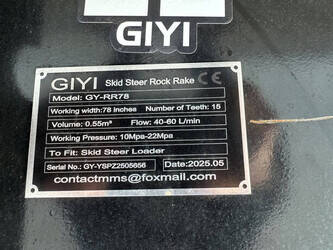 GIYI
GIYI Skid Steer Rock Rake CE
Model: GY-RR78
Working width:78 inches Number of Teeth: 15
Volume: 0.55m³ Flow: 40-60 L/min
Working Pressure: 10Mpa-22Mpa
To Fit: Skid Steer Loader
Serial No.: GY-YSPZ2505656 Date:2025.05
contactmms@foxmail.com